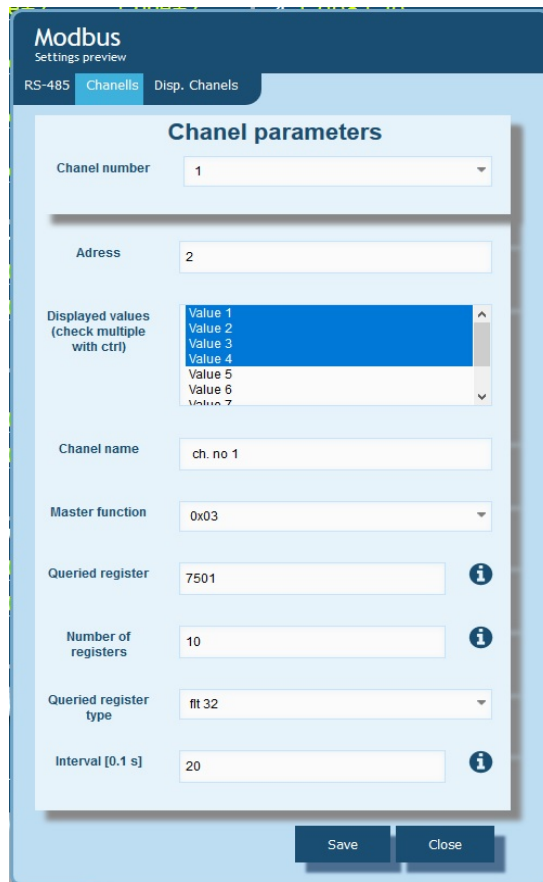 Modbus
Settings preview
RS-485 Chanells Disp. Chanels
Chanel parameters
Chanel number 1
Adress 2
Displayed values
(check multiple
with ctrl)
Value 1
Value 2
Value 3
Value 4
Value 5
Value 6
Value 7
Chanel name ch. no 1
Master function 0x03
Queried register 7501
Number of
registers
10
Queried register
type
flt 32
Interval [0.1 s] 20
Save Close